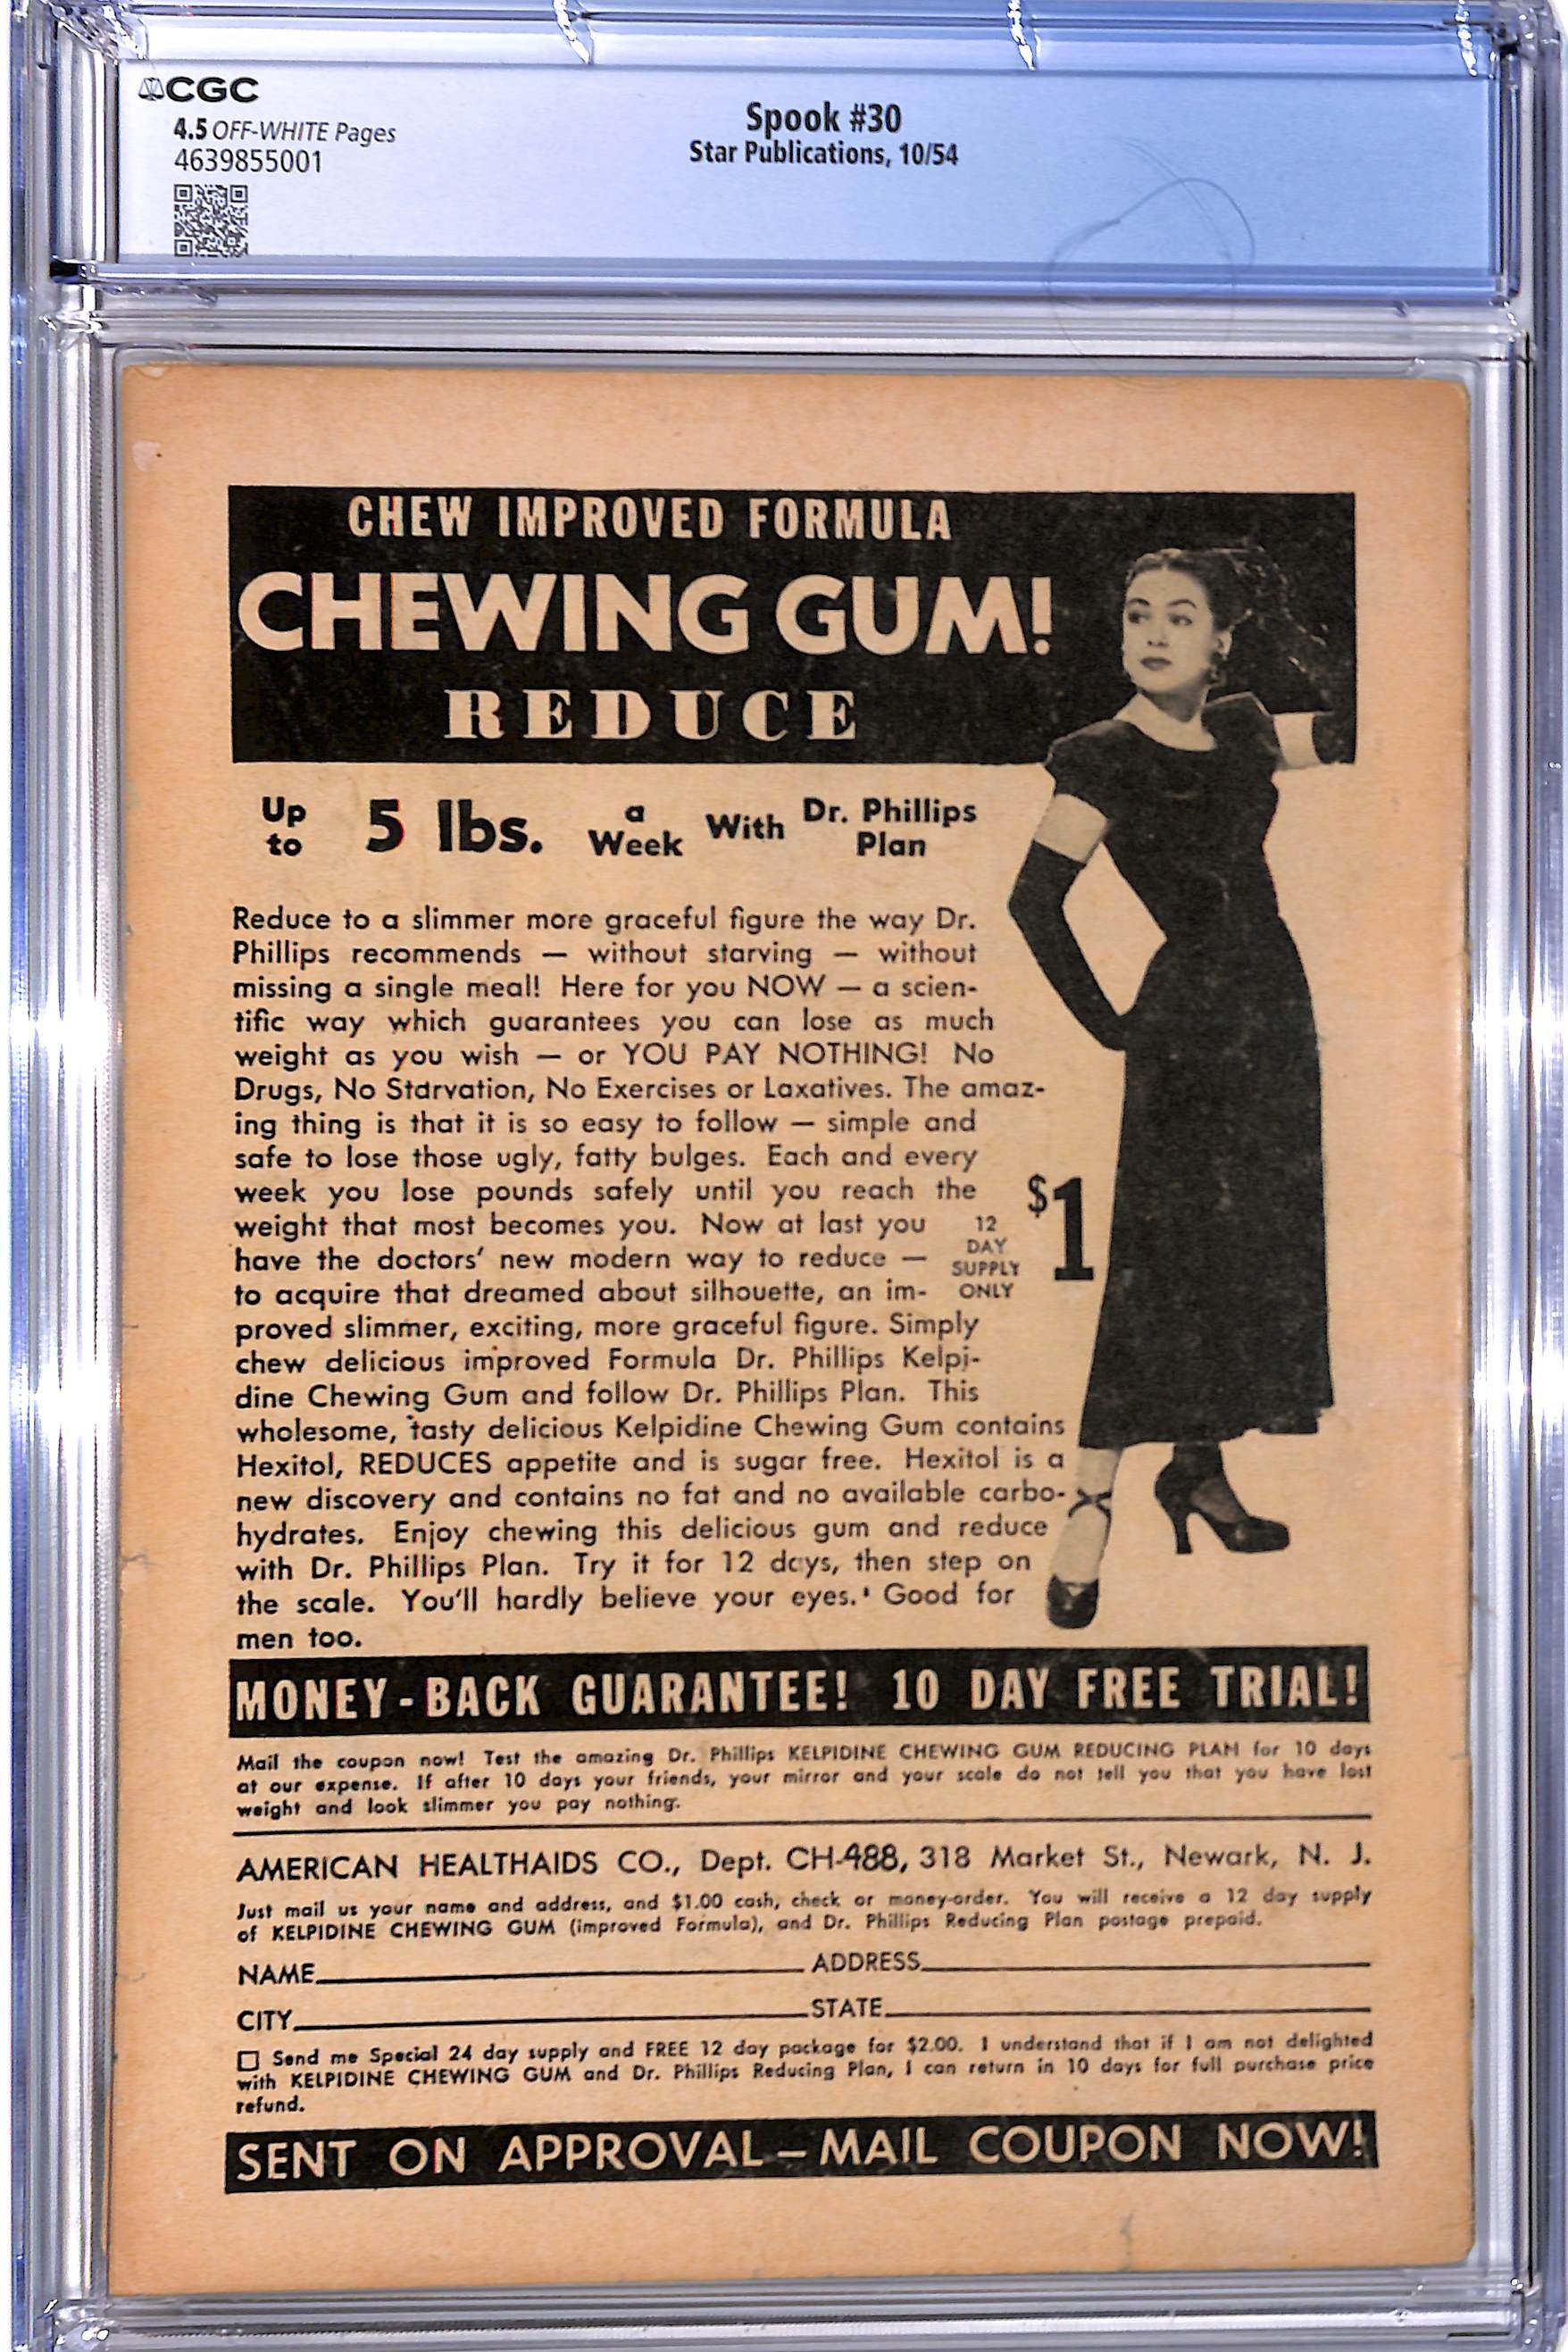 CGC
4.5 OFF-WHITE Pages
4639855001
Spook #30
Star Publications, 10/54
CHEW IMPROVED FORMULA
CHEWING GUM!
REDUCE
Up to 5 lbs. a Week With Dr. Phillips Plan
Reduce to a slimmer more graceful figure the way Dr.
Phillips recommends — without starving — without
missing a single meal! Here for you NOW — a scien-
tific way which guarantees you can lose as much
weight as you wish — or YOU PAY NOTHING! No
Drugs, No Starvation, No Exercises or Laxatives. The amaz-
ing thing is that it is so easy to follow — simple and
safe to lose those ugly, fatty bulges. Each and every
week you lose pounds safely until you reach the
weight that most becomes you. Now at last you
have the doctors' new modern way to reduce —
to acquire that dreamed about silhouette, an im-
proved slimmer, exciting, more graceful figure. Simply
chew delicious improved Formula Dr. Phillips Kelpi-
dine Chewing Gum and follow Dr. Phillips Plan. This
wholesome, tasty delicious Kelpidine Chewing Gum contains
Hexitol, REDUCES appetite and is sugar free. Hexitol is a
new discovery and contains no fat and no available carbo-
hydrates. Enjoy chewing this delicious gum and reduce
with Dr. Phillips Plan. Try it for 12 days, then step on
the scale. You'll hardly believe your eyes. Good for
men too.
12
DAY
SUPPLY
ONLY
$1
MONEY-BACK GUARANTEE! 10 DAY FREE TRIAL!
Mail the coupon now! Test the amazing Dr. Phillips KELPIDINE CHEWING GUM REDUCING PLAN for 10 days
at our expense. If after 10 days your friends, your mirror and your scale do not tell you that you have lost
weight and look slimmer you pay nothing.
AMERICAN HEALTHAIDS CO., Dept. CH-488, 318 Market St., Newark, N. J.
Just mail us your name and address, and $1.00 cash, check or money-order. You will receive a 12 day supply
of KELPIDINE CHEWING GUM (improved Formula), and Dr. Phillips Reducing Plan postage prepaid.
NAME ADDRESS
CITY STATE
Send me Special 24 day supply and FREE 12 day package for $2.00. I understand that if I am not delighted
with KELPIDINE CHEWING GUM and Dr. Phillips Reducing Plan, I can return in 10 days for full purchase price
refund.
SENT ON APPROVAL — MAIL COUPON NOW!